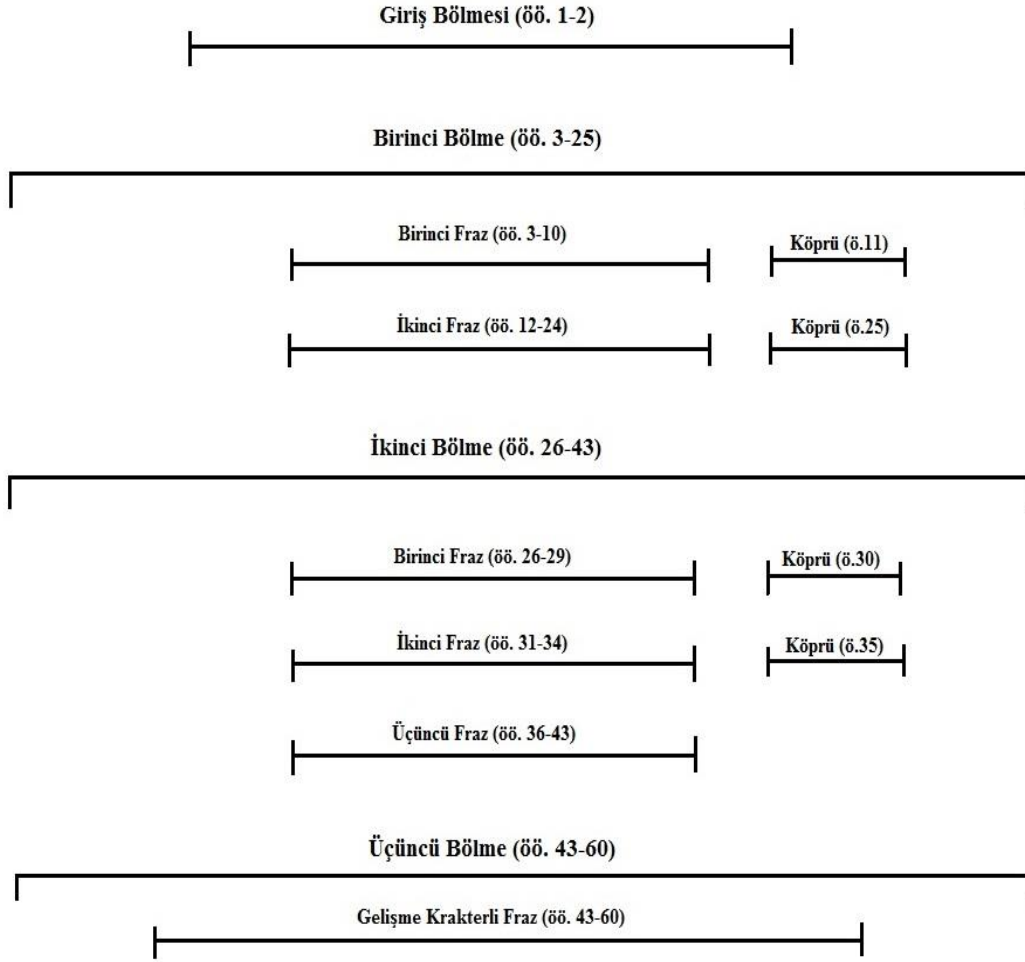 Giriş Bölmesi (öö. 1-2)
Birinci Bölme (öö. 3-25)
Birinci Fraz (öö. 3-10)
Köprü (ö.11)
İkinci Fraz (öö. 12-24)
Köprü (ö.25)
İkinci Bölme (öö. 26-43)
Birinci Fraz (öö. 26-29)
Köprü (ö.30)
İkinci Fraz (öö. 31-34)
Köprü (ö.35)
Üçüncü Fraz (öö. 36-43)
Üçüncü Bölme (öö. 43-60)
Gelişme Krakterli Fraz (öö. 43-60)